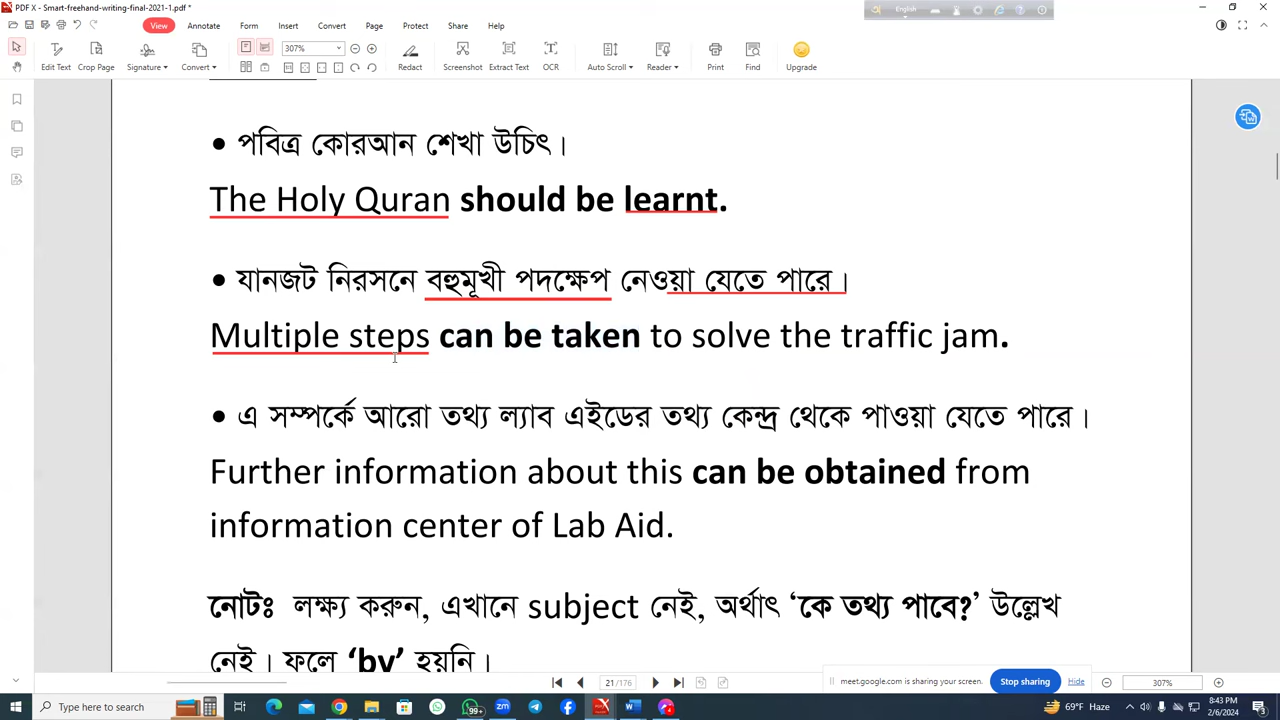 PDF X - Smart-freehand-writing-final-2021-1.pdf *
English
View Annotate Form Insert Convert Page Protect Share Help
307%
Edit Text Crop Page Signature Convert Redact Screenshot Extract Text OCR Auto Scroll Reader Print Find Upgrade
• পবিত্র কোরআন শেখা উচিৎ।
The Holy Quran should be learnt.
• যানজট নিরসনে বহুমূখী পদক্ষেপ নেওয়া যেতে পারে।
Multiple steps can be taken to solve the traffic jam.
• এ সম্পর্কে আরো তথ্য ল্যাব এইডের তথ্য কেন্দ্র থেকে পাওয়া যেতে পারে।
Further information about this can be obtained from
information center of Lab Aid.
নোটঃ লক্ষ্য করুন, এখানে subject নেই, অর্থাৎ ‘কে তথ্য পাবে?’ উল্লেখ
নেই। ফলে ‘by’ হয়নি।
21/176
meet.google.com is sharing your screen. Stop sharing Hide
307%
Type here to search
99+
69°F Haze
8:43 PM
2/6/2024